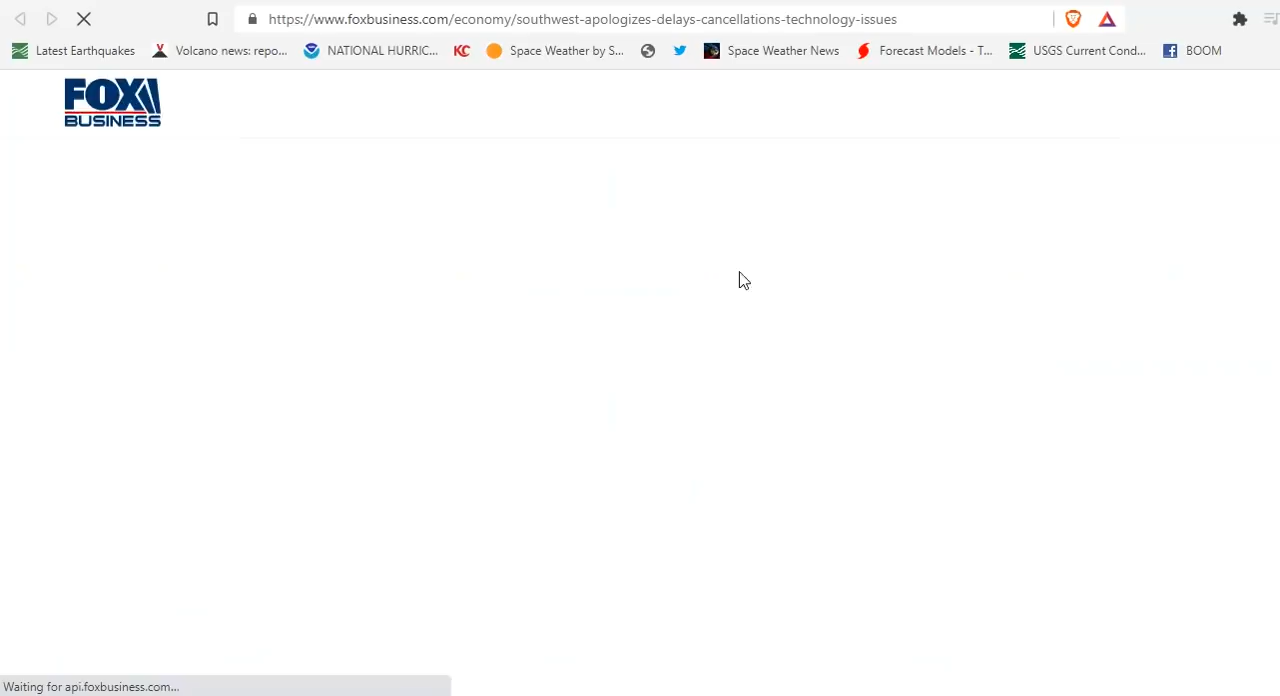 https://www.foxbusiness.com/economy/southwest-apologizes-delays-cancellations-technology-issues
Latest Earthquakes V Volcano news: repo... NATIONAL HURRIC... KC Space Weather by S... Space Weather News Forecast Models - T... USGS Current Cond... f BOOM
FOX
BUSINESS
Waiting for api.foxbusiness.com...